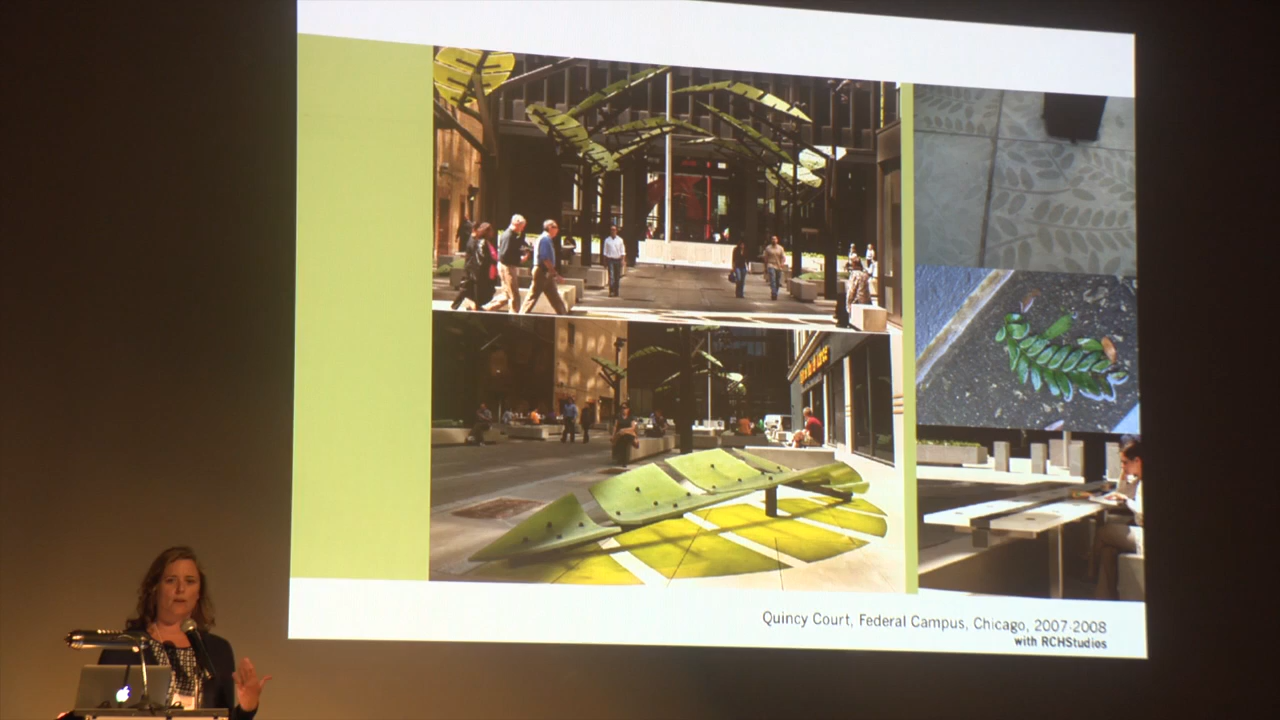 Quincy Court, Federal Campus, Chicago, 2007-2008
with RCHStudios